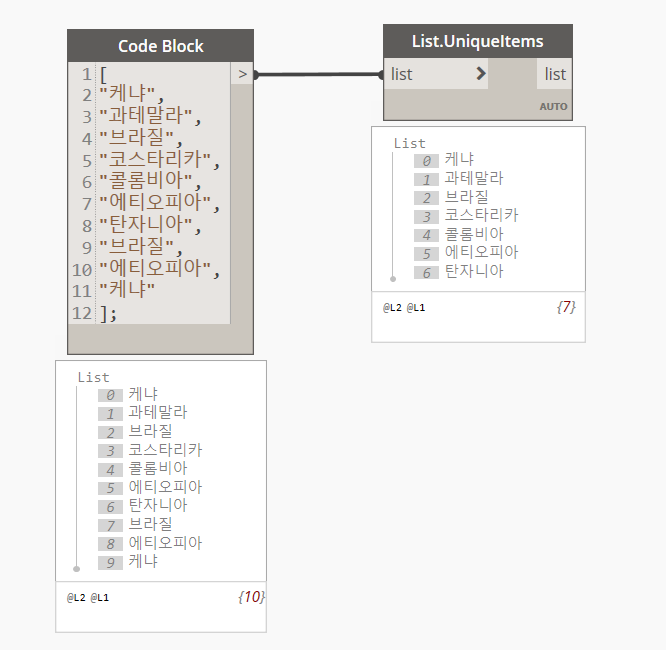 Code Block
>
1 [
2 "케냐",
3 "과테말라",
4 "브라질",
5 "코스타리카",
6 "콜롬비아",
7 "에티오피아",
8 "탄자니아",
9 "브라질",
10 "에티오피아",
11 "케냐"
12 ];
List
0 케냐
1 과테말라
2 브라질
3 코스타리카
4 콜롬비아
5 에티오피아
6 탄자니아
7 브라질
8 에티오피아
9 케냐
@L2 @L1 {10}
List.UniqueItems
list > list
AUTO
List
0 케냐
1 과테말라
2 브라질
3 코스타리카
4 콜롬비아
5 에티오피아
6 탄자니아
@L2 @L1 {7}